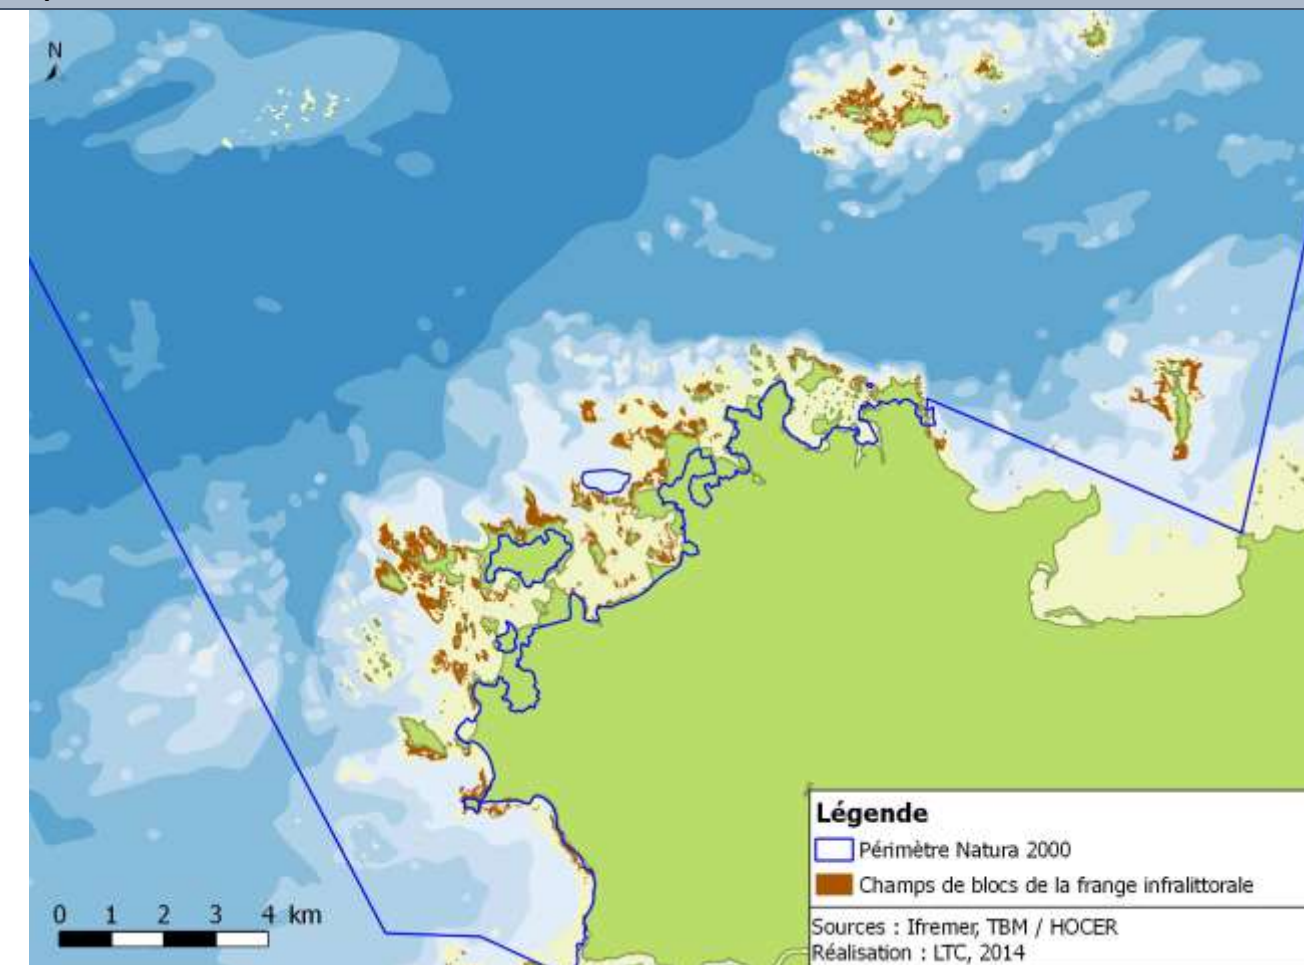 N
Légende
Périmètre Natura 2000
Champs de blocs de la frange infralittorale
Sources : Ifremer, TBM / HOCER
Réalisation : LTC, 2014
0 1 2 3 4 km